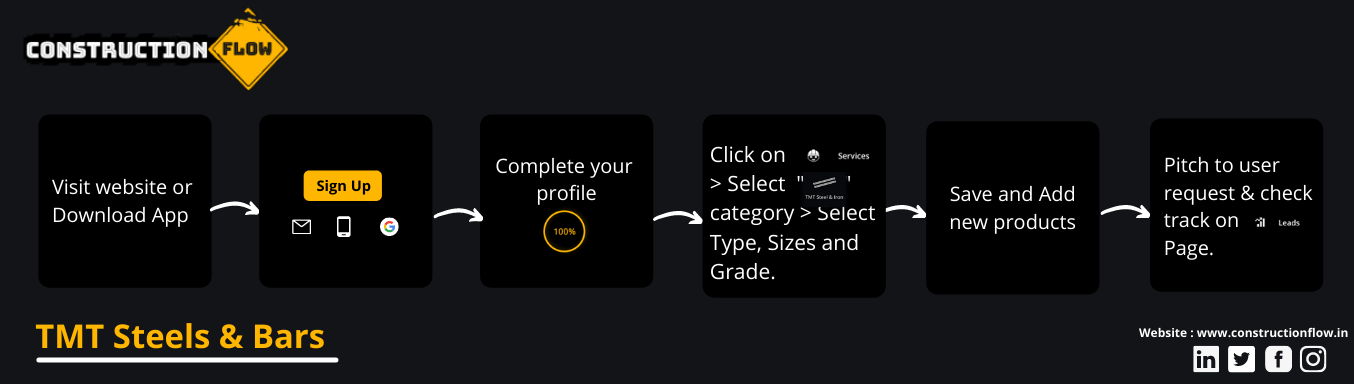 CONSTRUCTION FLOW
Visit website or
Download App
Sign Up
Complete your
profile
100%
Click on Services
> Select " "
TMT Steel & Iron
category > Select
Type, Sizes and
Grade.
Save and Add
new products
Pitch to user
request & check
track on Leads
Page.
TMT Steels & Bars
Website : www.constructionflow.in